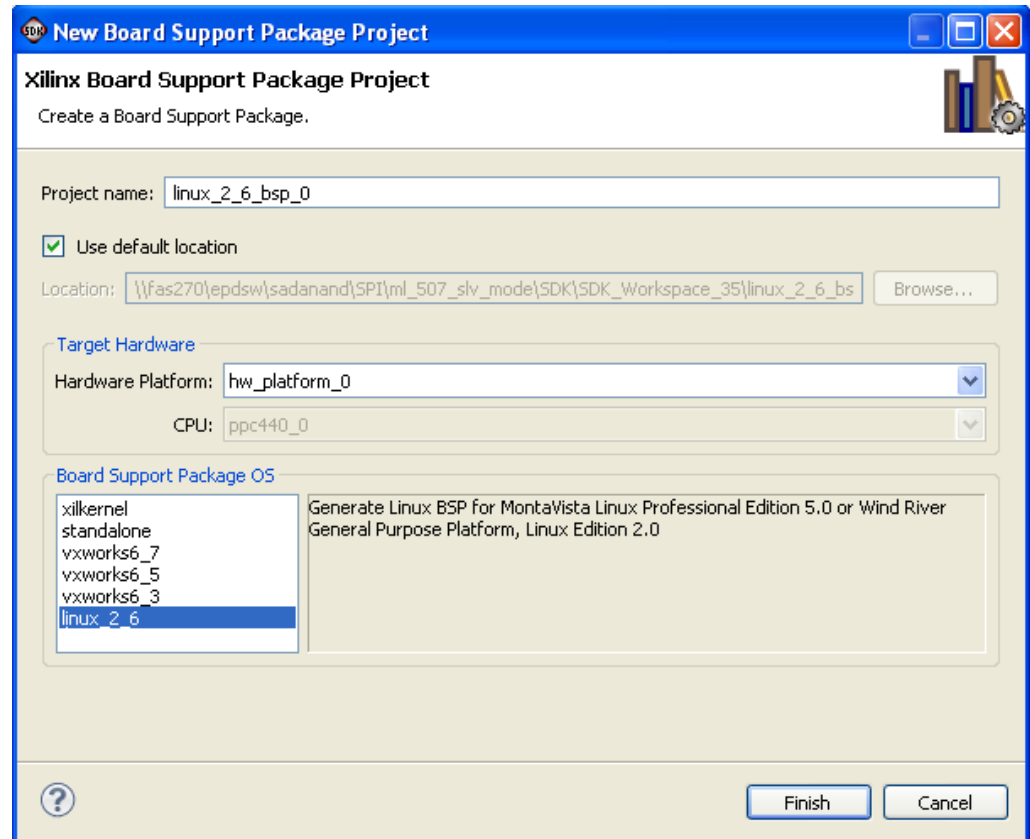 SDK New Board Support Package Project
Xilinx Board Support Package Project
Create a Board Support Package.
Project name: linux_2_6_bsp_0
Use default location
Location: \\fas270\epdsw\sadanand\SPI\ml_507_slv_mode\SDK\SDK_Workspace_35\linux_2_6_bs Browse...
Target Hardware
Hardware Platform: hw_platform_0
CPU: ppc440_0
Board Support Package OS
xilkernel
standalone
vxworks6_7
vxworks6_5
vxworks6_3
linux_2_6
Generate Linux BSP for MontaVista Linux Professional Edition 5.0 or Wind River
General Purpose Platform, Linux Edition 2.0
? Finish Cancel